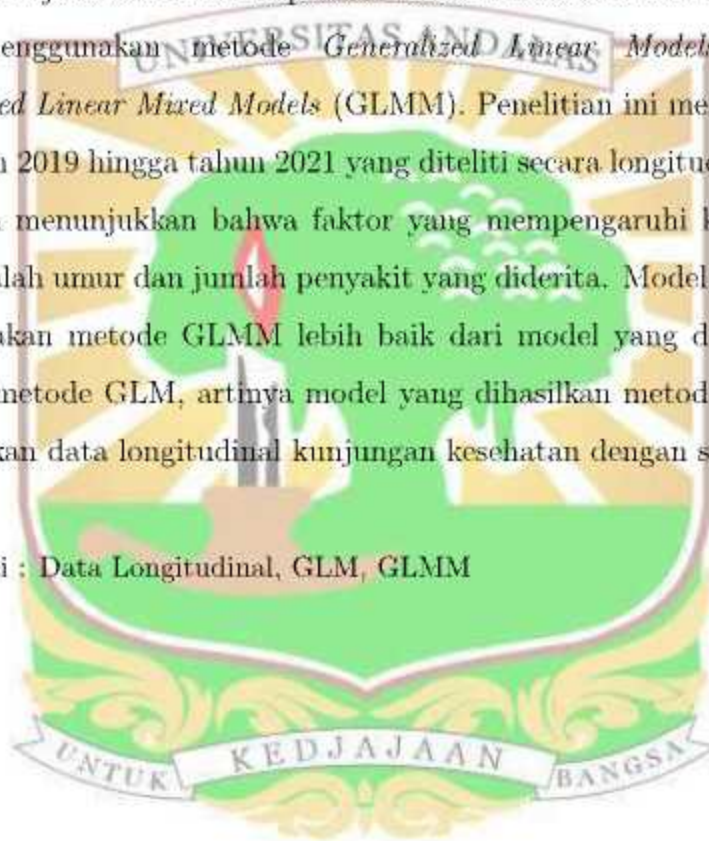 UNIVERSITAS ANDALAS
enggunakan metode Generalized Linear Models
ed Linear Mixed Models (GLMM). Penelitian ini me
n 2019 hingga tahun 2021 yang diteliti secara longitu
menunjukkan bahwa faktor yang mempengaruhi k
lah umur dan jumlah penyakit yang diderita. Model
kan metode GLMM lebih baik dari model yang d
metode GLM, artinya model yang dihasilkan metod
kan data longitudinal kunjungan kesehatan dengan s
i : Data Longitudinal, GLM, GLMM
UNTUK KEDJAJAAN BANGSA